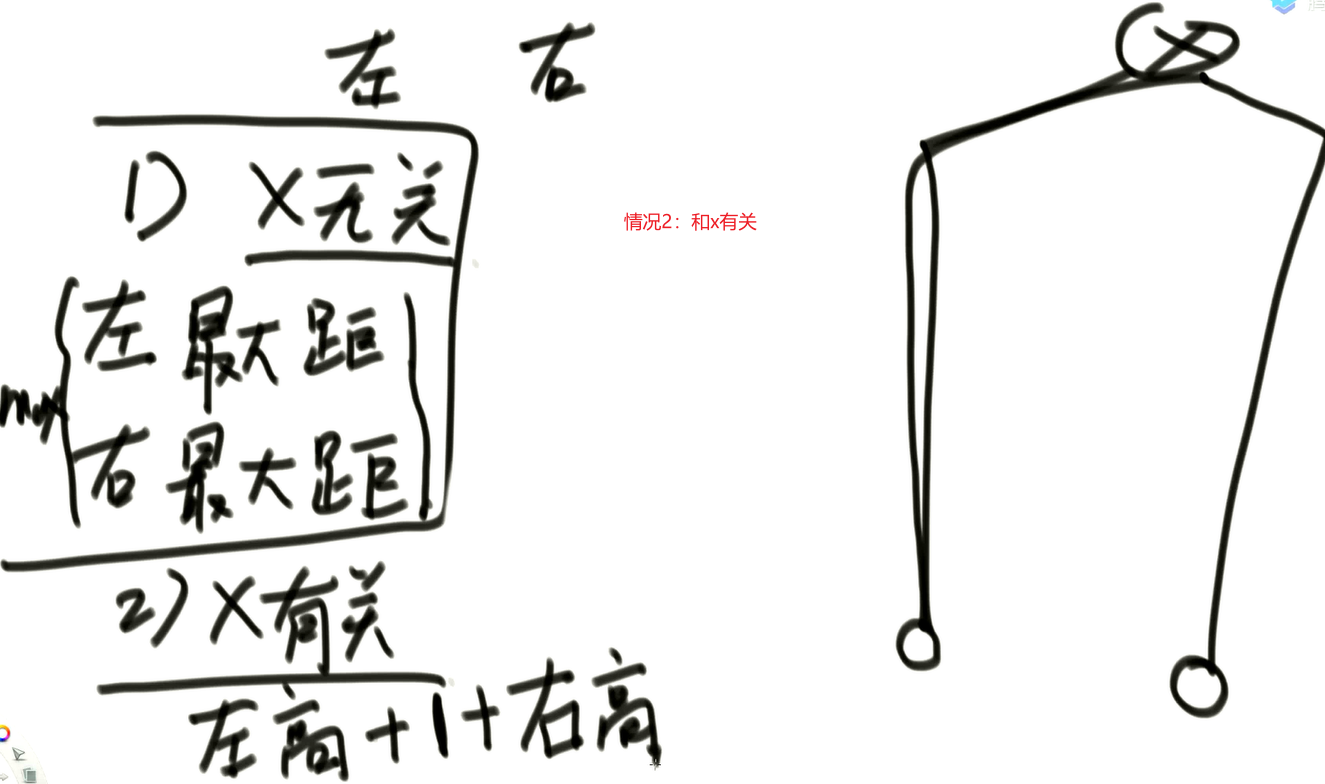 左 右
1) X无关
情况2：和x有关
左最大距
max
右最大距
2) X有关
左高+1+右高
X